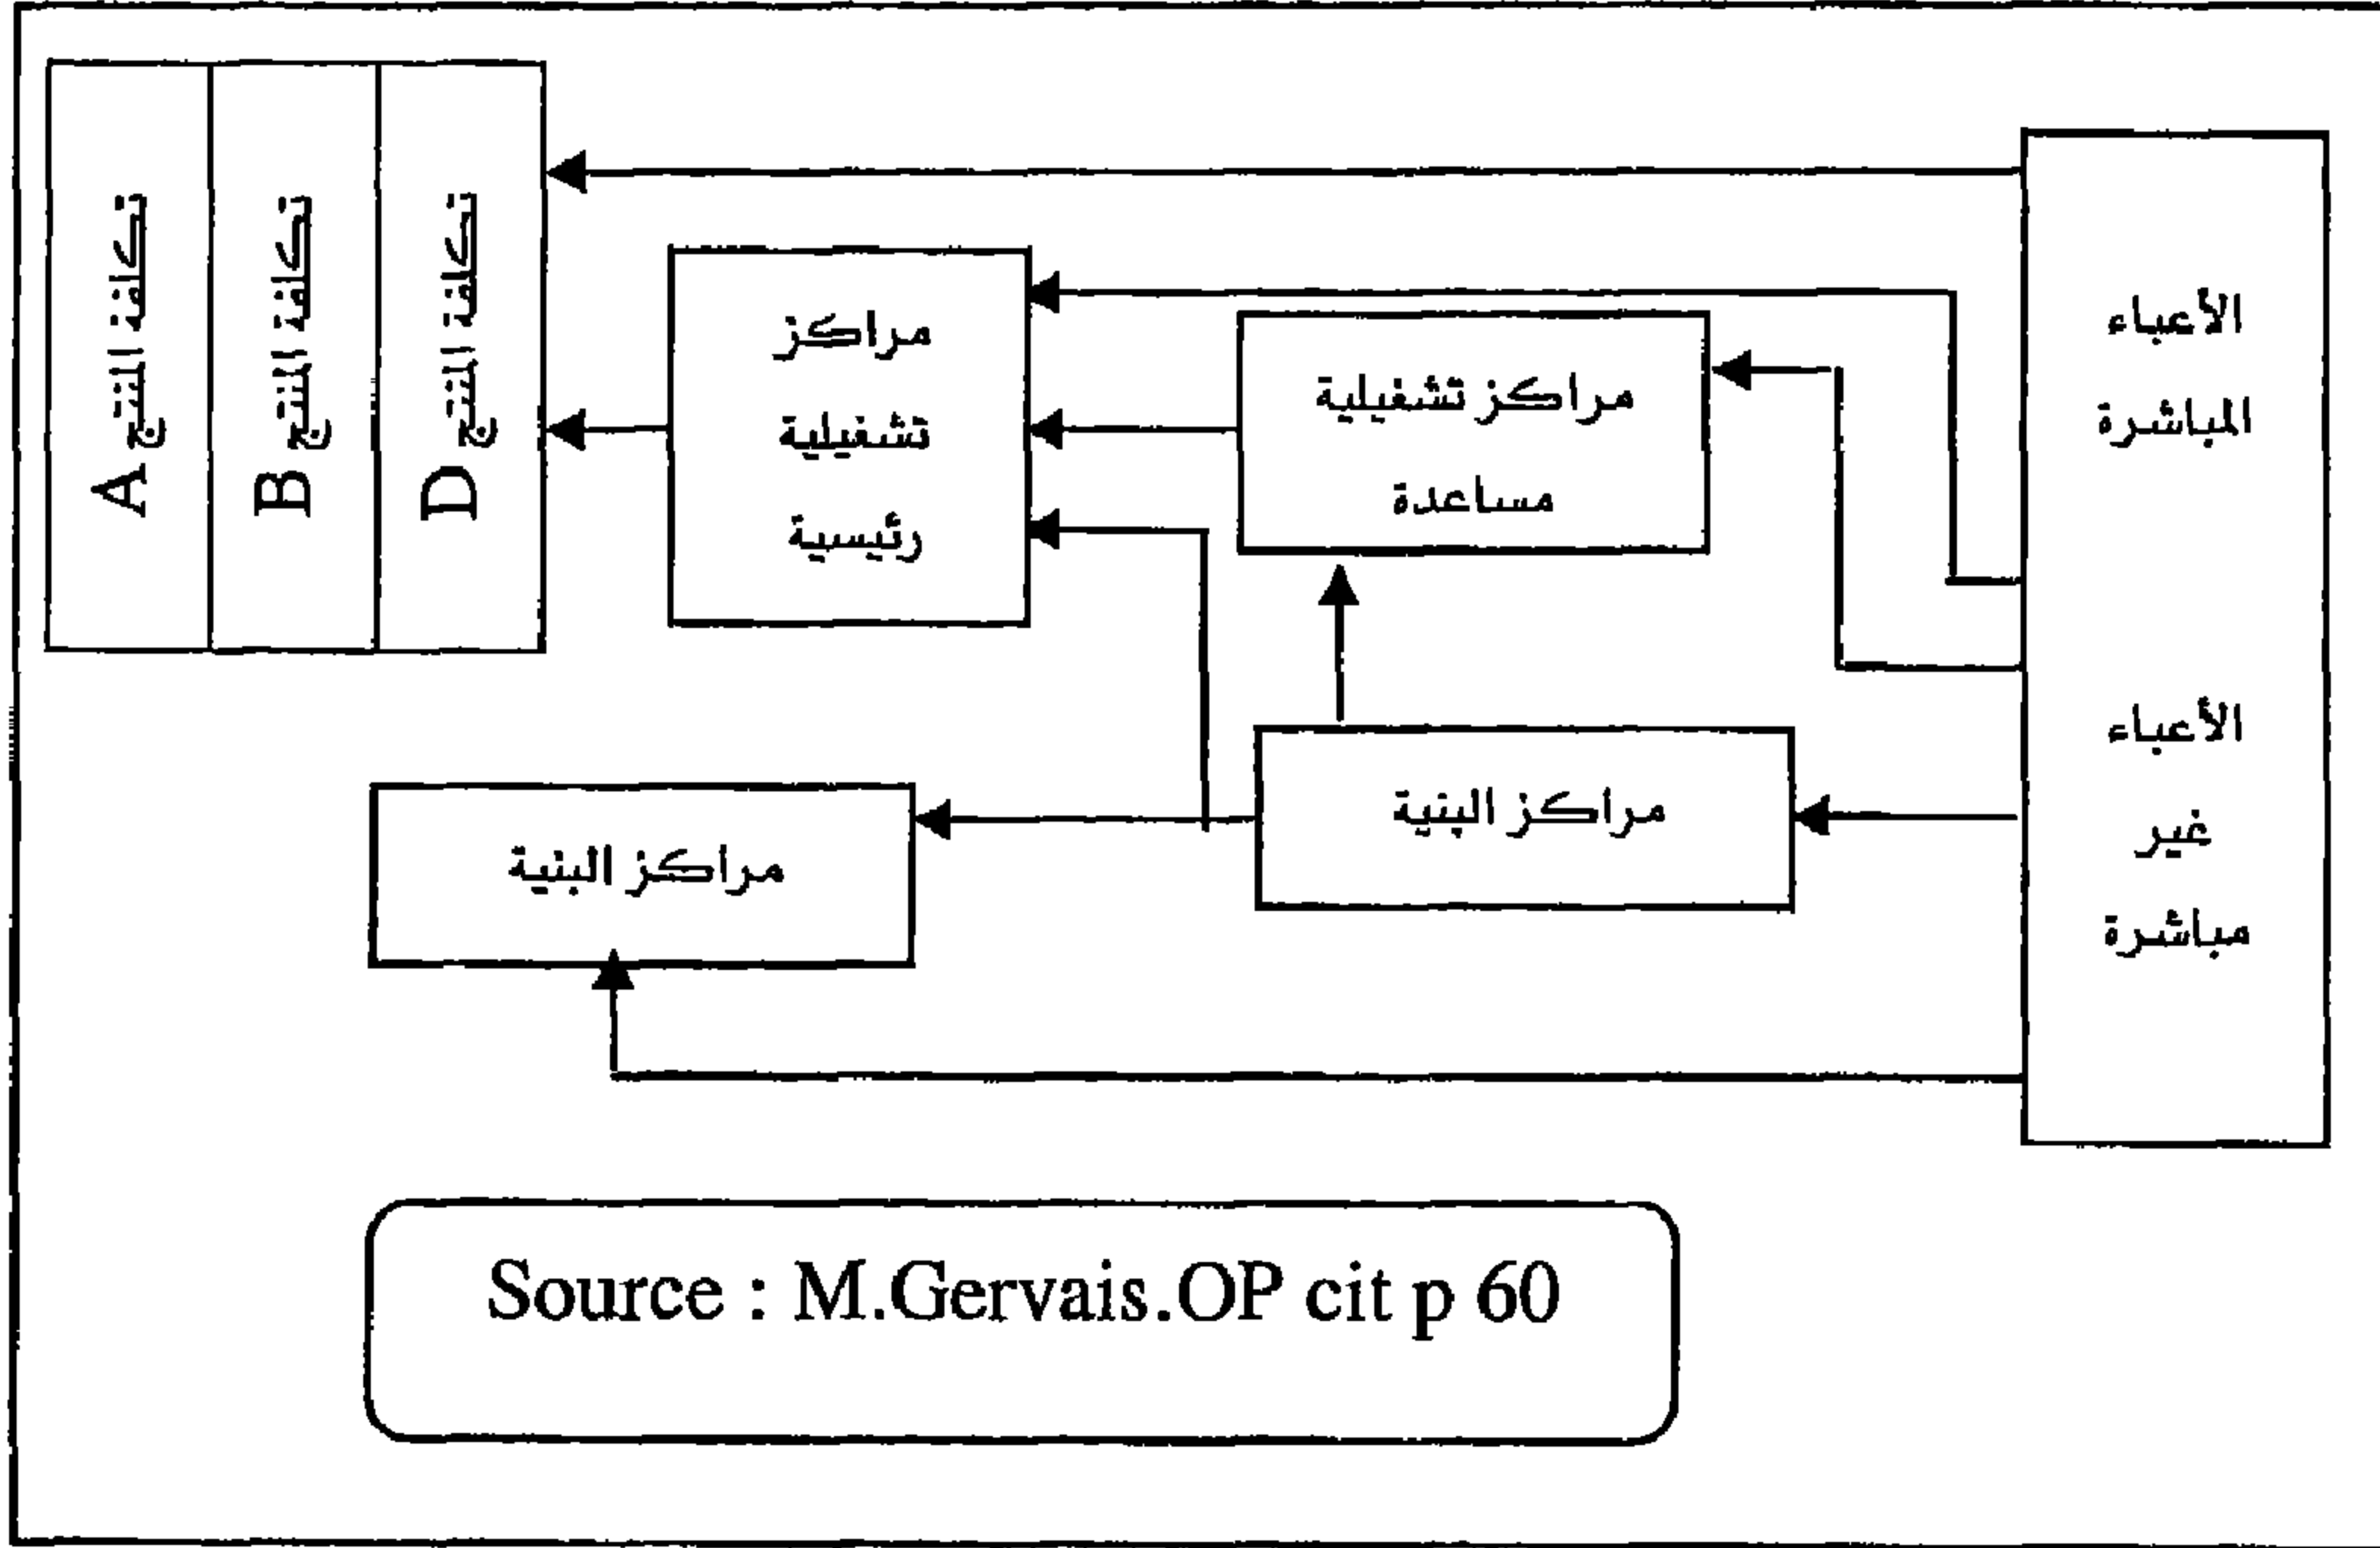 الأعباء
المباشرة
الأعباء
غير
مباشرة
مراكز تشغيلية
مساعدة
مراكز البنية
مراكز
تشغيلية
رئيسية
مراكز البنية
تكلفة المنتج D
تكلفة المنتج B
تكلفة المنتج A
Source : M.Gervais.OP cit p 60